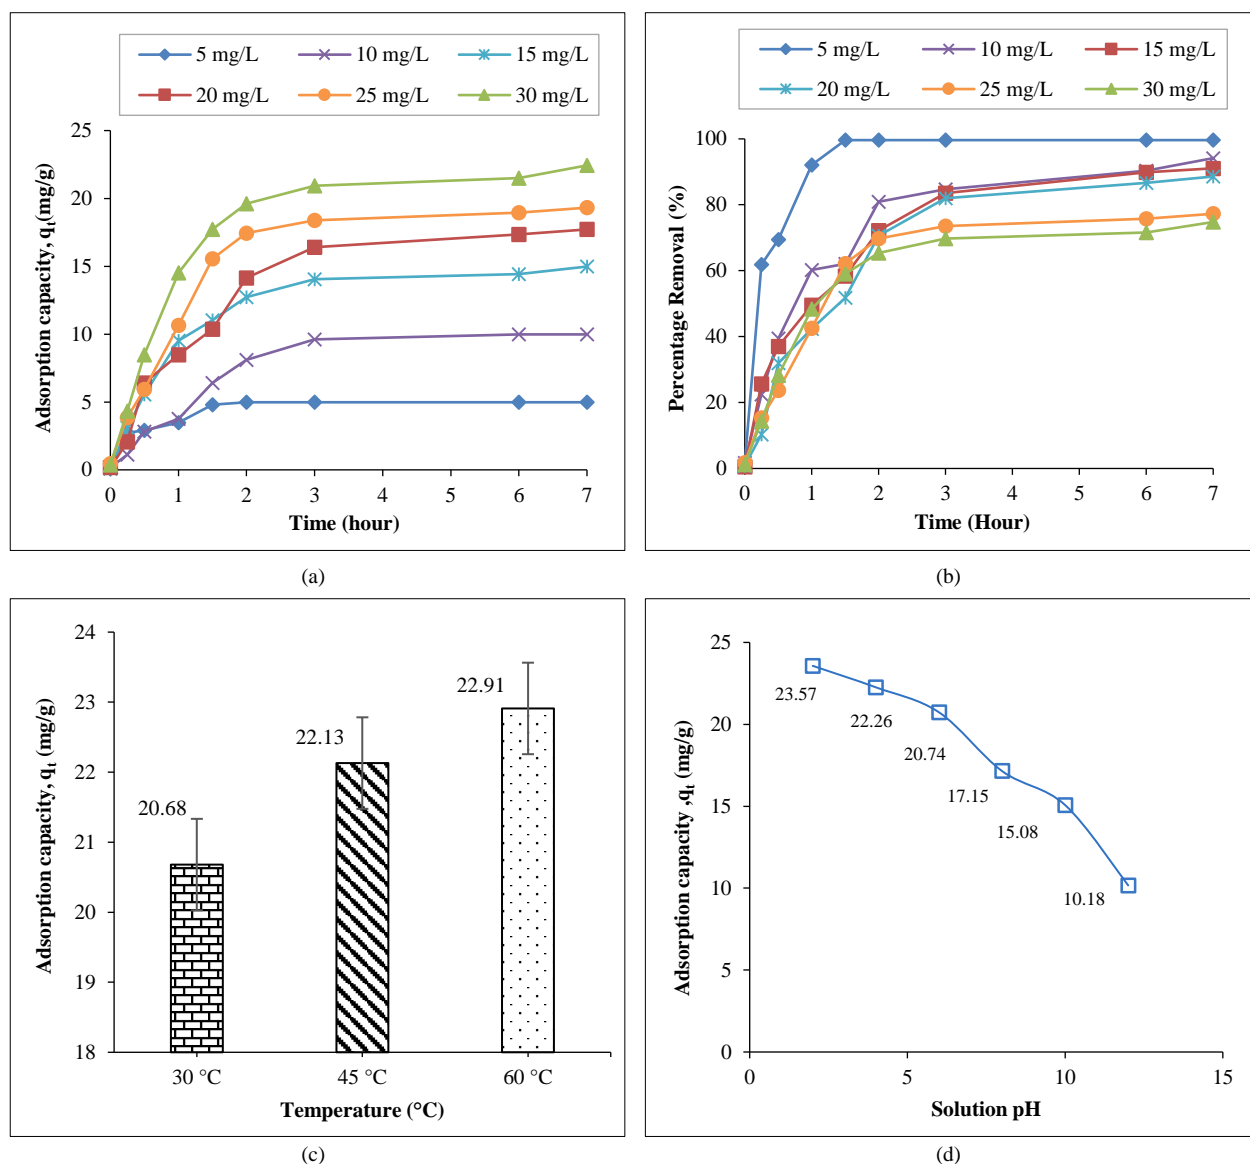 5 mg/L 10 mg/L 15 mg/L
20 mg/L 25 mg/L 30 mg/L
Adsorption capacity, qt (mg/g)
25
20
15
10
5
0
0 1 2 3 4 5 6 7
Time (hour)
(a)
5 mg/L 10 mg/L 15 mg/L
20 mg/L 25 mg/L 30 mg/L
Percentage Removal (%)
100
80
60
40
20
0
0 1 2 3 4 5 6 7
Time (Hour)
(b)
Adsorption capacity, qt (mg/g)
24
23
22
21
20
19
18
20.68
22.13
22.91
30 °C 45 °C 60 °C
Temperature (°C)
(c)
Adsorption capacity ,qt (mg/g)
25
20
15
10
5
0
23.57
22.26
20.74
17.15
15.08
10.18
0 5 10 15
Solution pH
(d)